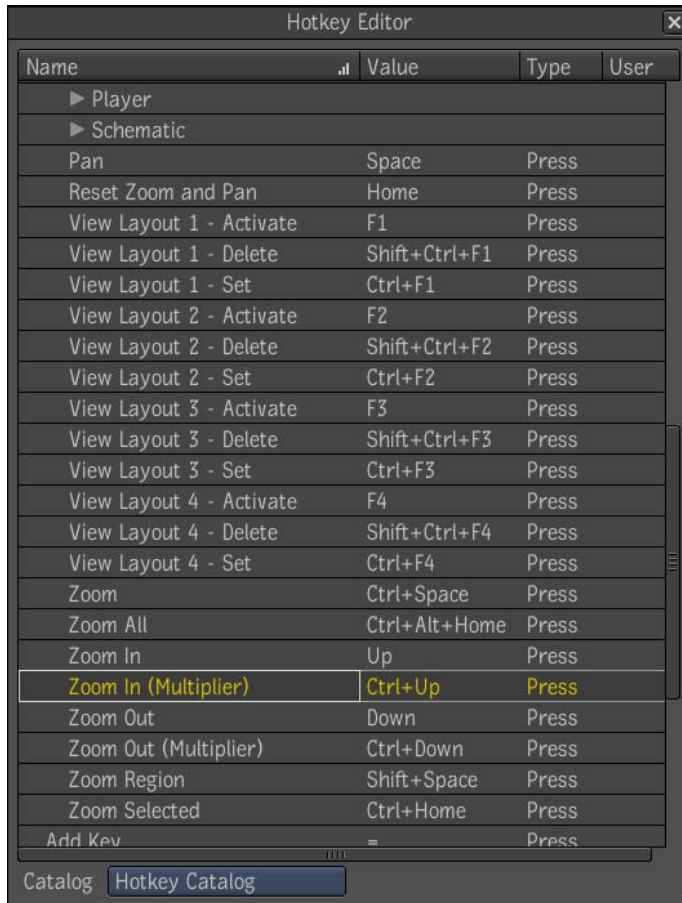 Hotkey Editor
Name Value Type User
Player
Schematic
Pan Space Press
Reset Zoom and Pan Home Press
View Layout 1 - Activate F1 Press
View Layout 1 - Delete Shift+Ctrl+F1 Press
View Layout 1 - Set Ctrl+F1 Press
View Layout 2 - Activate F2 Press
View Layout 2 - Delete Shift+Ctrl+F2 Press
View Layout 2 - Set Ctrl+F2 Press
View Layout 3 - Activate F3 Press
View Layout 3 - Delete Shift+Ctrl+F3 Press
View Layout 3 - Set Ctrl+F3 Press
View Layout 4 - Activate F4 Press
View Layout 4 - Delete Shift+Ctrl+F4 Press
View Layout 4 - Set Ctrl+F4 Press
Zoom Ctrl+Space Press
Zoom All Ctrl+Alt+Home Press
Zoom In Up Press
Zoom In (Multiplier) Ctrl+Up Press
Zoom Out Down Press
Zoom Out (Multiplier) Ctrl+Down Press
Zoom Region Shift+Space Press
Zoom Selected Ctrl+Home Press
Add Key = Press
Catalog Hotkey Catalog